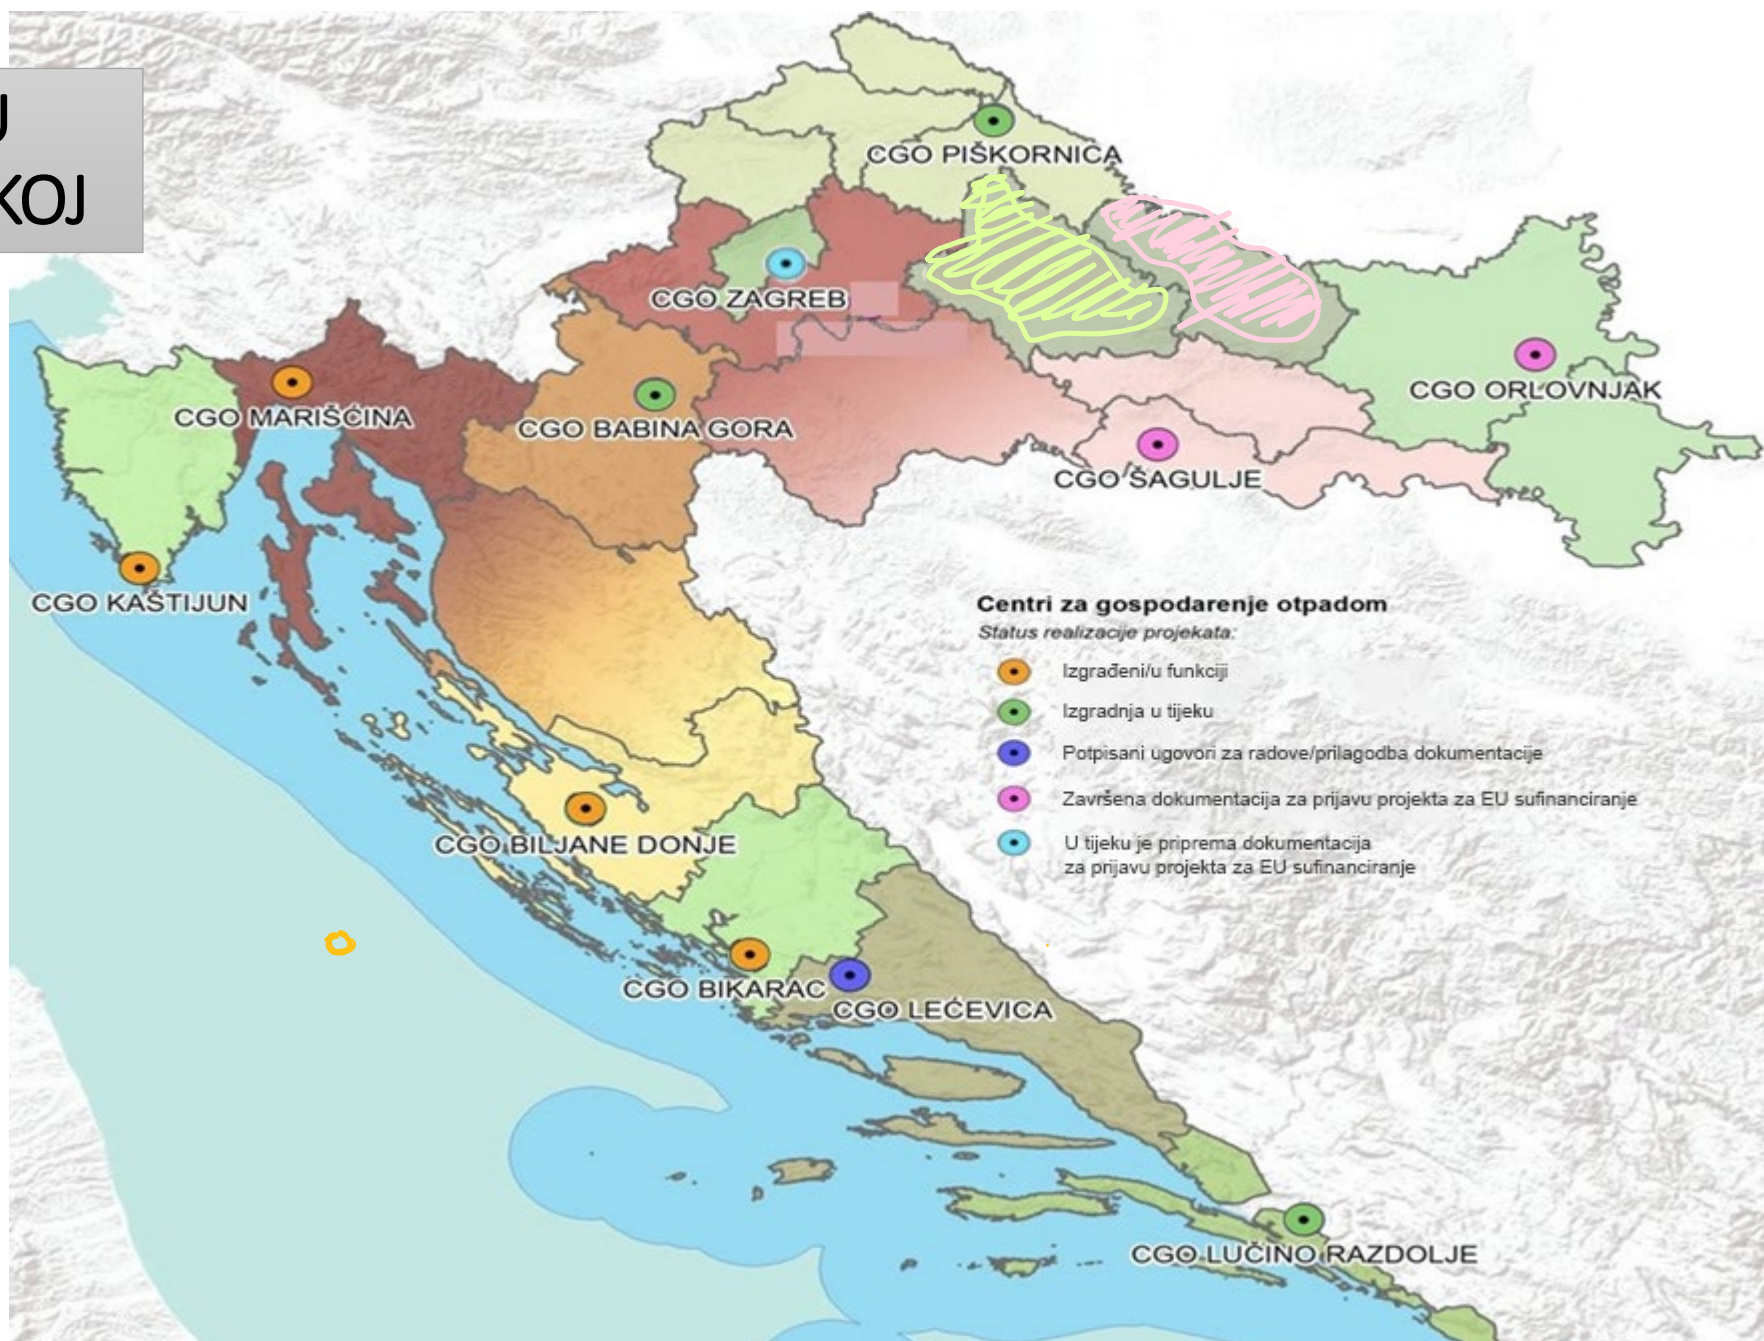 U
KOJ
CGO PIŠKORNICA
CGO ZAGREB
CGO MARIŠĆINA
CGO BABINA GORA
CGO ORLOVNJAK
CGO ŠAGULJE
CGO KAŠTIJUN
Centri za gospodarenje otpadom
Status realizacije projekata:
Izgrađeni/u funkciji
Izgradnja u tijeku
Potpisani ugovori za radove/prilagodba dokumentacije
Završena dokumentacija za prijavu projekta za EU sufinanciranje
U tijeku je priprema dokumentacija
za prijavu projekta za EU sufinanciranje
CGO BILJANE DONJE
CGO BIKARAC
CGO LEĆEVICA
CGO LUČINO RAZDOLJE